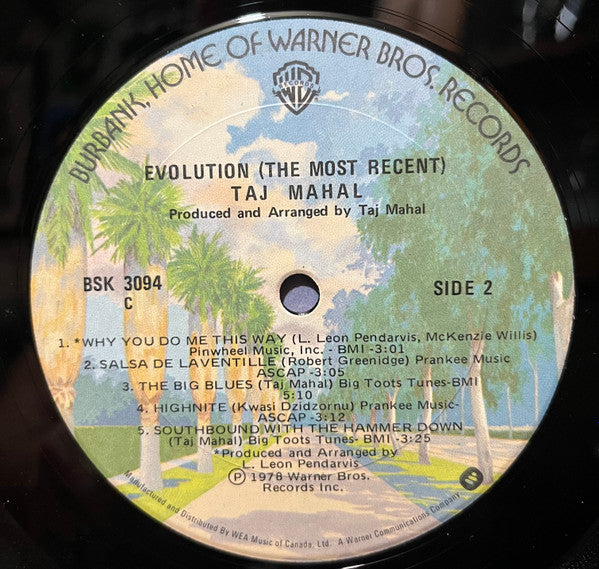 BURBANK, HOME OF WARNER BROS. RECORDS
WB
RECORDS
EVOLUTION (THE MOST RECENT)
TAJ MAHAL
Produced and Arranged by Taj Mahal
BSK 3094
C
SIDE 2
1. *WHY YOU DO ME THIS WAY (L. Leon Pendarvis, McKenzie Willis)
Pinwheel Music, Inc. - BMI -3:01
2. SALSA DE LAVENTILLE (Robert Greenidge) Prankee Music
ASCAP -3:05
3. THE BIG BLUES (Taj Mahal) Big Toots Tunes-BMI
5:10
4. HIGHNITE (Kwasi Dzidzornu) Prankee Music-
ASCAP -3:12
5. SOUTHBOUND WITH THE HAMMER DOWN
(Taj Mahal) Big Toots Tunes- BMI -3:25
*Produced and Arranged by
L. Leon Pendarvis
Ⓟ 1978 Warner Bros.
Records Inc.
Manufactured and Distributed By WEA Music of Canada, Ltd. A Warner Communications Company